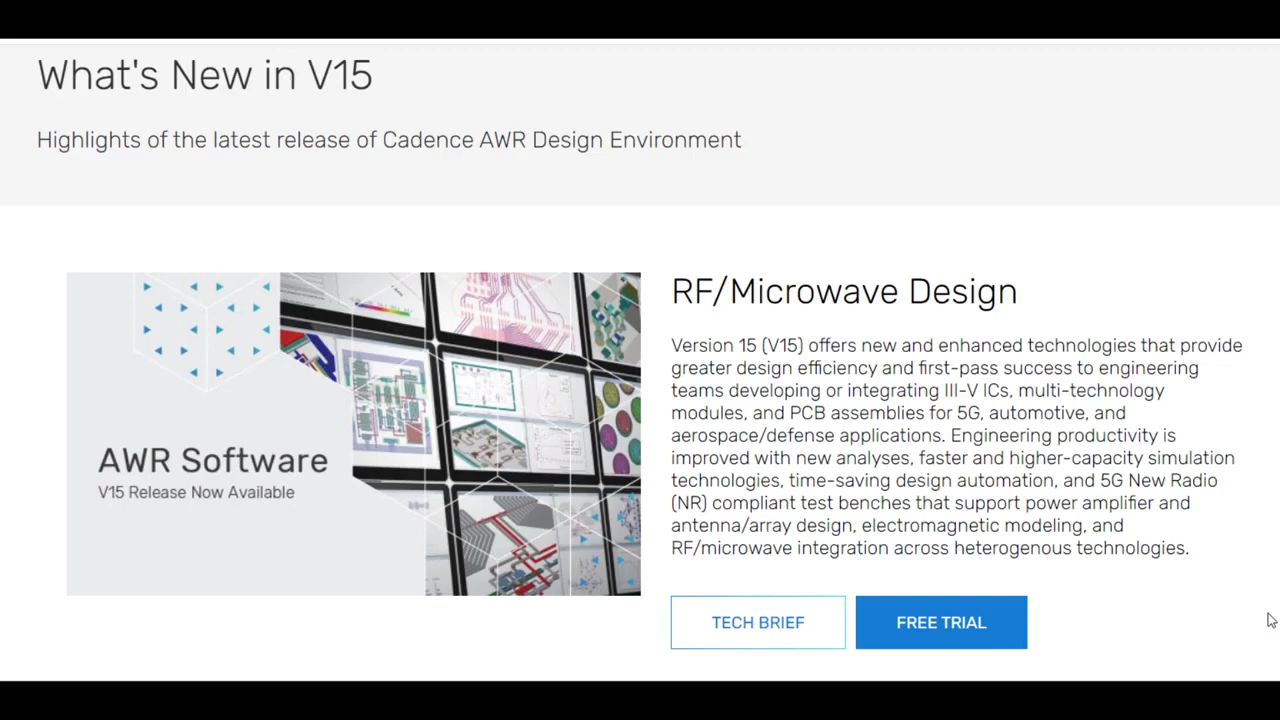 What's New in V15
Highlights of the latest release of Cadence AWR Design Environment
AWR Software
V15 Release Now Available
RF/Microwave Design
Version 15 (V15) offers new and enhanced technologies that provide
greater design efficiency and first-pass success to engineering
teams developing or integrating III-V ICs, multi-technology
modules, and PCB assemblies for 5G, automotive, and
aerospace/defense applications. Engineering productivity is
improved with new analyses, faster and higher-capacity simulation
technologies, time-saving design automation, and 5G New Radio
(NR) compliant test benches that support power amplifier and
antenna/array design, electromagnetic modeling, and
RF/microwave integration across heterogenous technologies.
TECH BRIEF
FREE TRIAL